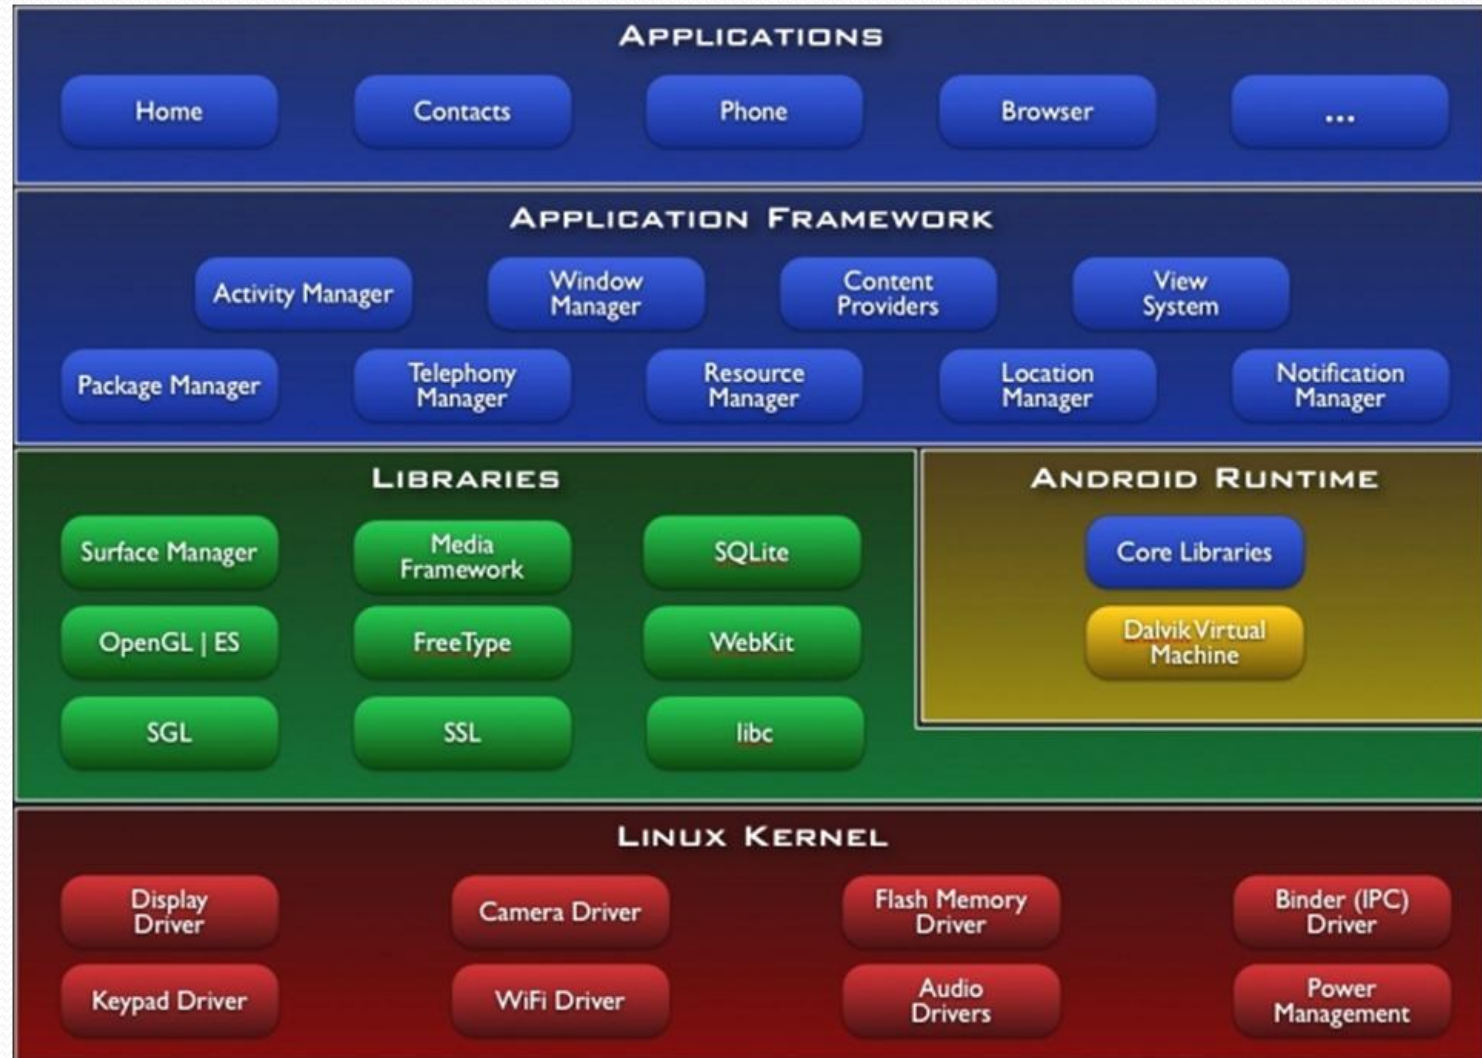 APPLICATIONS
Home
Contacts
Phone
Browser
...
APPLICATION FRAMEWORK
Activity Manager
Window
Manager
Content
Providers
View
System
Package Manager
Telephony
Manager
Resource
Manager
Location
Manager
Notification
Manager
LIBRARIES
Surface Manager
Media
Framework
SQLite
OpenGL | ES
FreeType
WebKit
SGL
SSL
libc
ANDROID RUNTIME
Core Libraries
Dalvik Virtual
Machine
LINUX KERNEL
Display
Driver
Camera Driver
Flash Memory
Driver
Binder (IPC)
Driver
Keypad Driver
WiFi Driver
Audio
Drivers
Power
Management